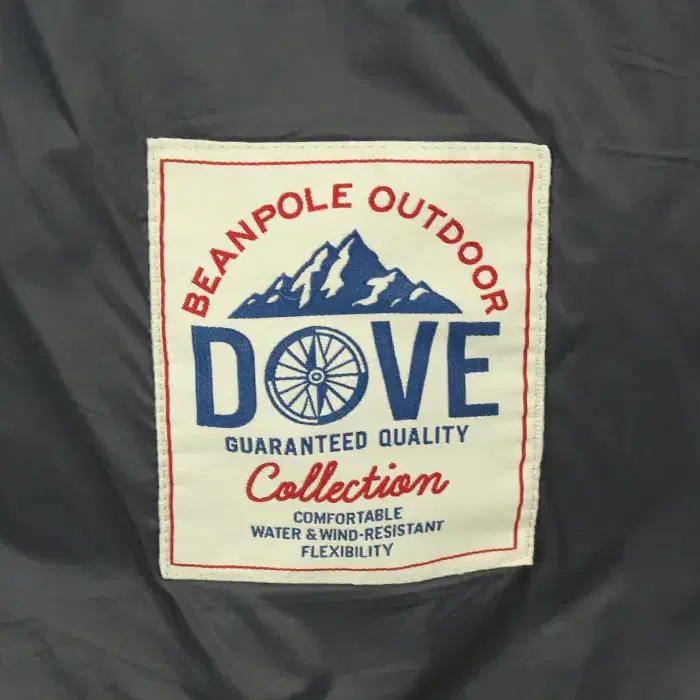 BEANPOLE OUTDOOR
DOVE
GUARANTEED QUALITY
Collection
COMFORTABLE
WATER & WIND-RESISTANT
FLEXIBILITY